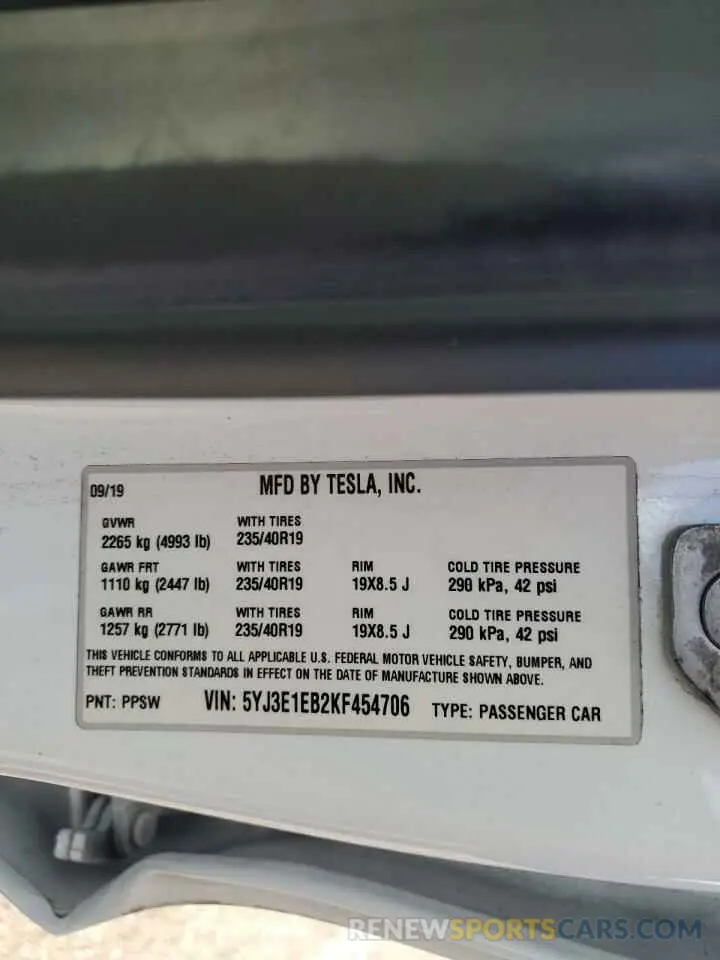 09/19 MFD BY TESLA, INC.
GVWR WITH TIRES
2265 kg (4993 lb) 235/40R19
GAWR FRT WITH TIRES RIM COLD TIRE PRESSURE
1110 kg (2447 lb) 235/40R19 19X8.5 J 290 kPa, 42 psi
GAWR RR WITH TIRES RIM COLD TIRE PRESSURE
1257 kg (2771 lb) 235/40R19 19X8.5 J 290 kPa, 42 psi
THIS VEHICLE CONFORMS TO ALL APPLICABLE U.S. FEDERAL MOTOR VEHICLE SAFETY, BUMPER, AND
THEFT PREVENTION STANDARDS IN EFFECT ON THE DATE OF MANUFACTURE SHOWN ABOVE.
PNT: PPSW VIN: 5YJ3E1EB2KF454706 TYPE: PASSENGER CAR
RENEWSPORTSCARS.COM